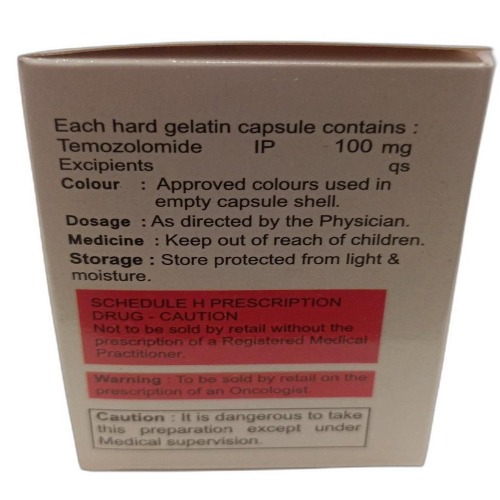 Each hard gelatin capsule contains :
Temozolomide IP 100 mg
Excipients qs
Colour : Approved colours used in
empty capsule shell.
Dosage : As directed by the Physician.
Medicine : Keep out of reach of children.
Storage : Store protected from light &
moisture.
SCHEDULE H PRESCRIPTION
DRUG - CAUTION
Not to be sold by retail without the
prescription of a Registered Medical
Practitioner.
Warning : To be sold by retail on the
prescription of an Oncologist.
Caution : It is dangerous to take
this preparation except under
Medical supervision.